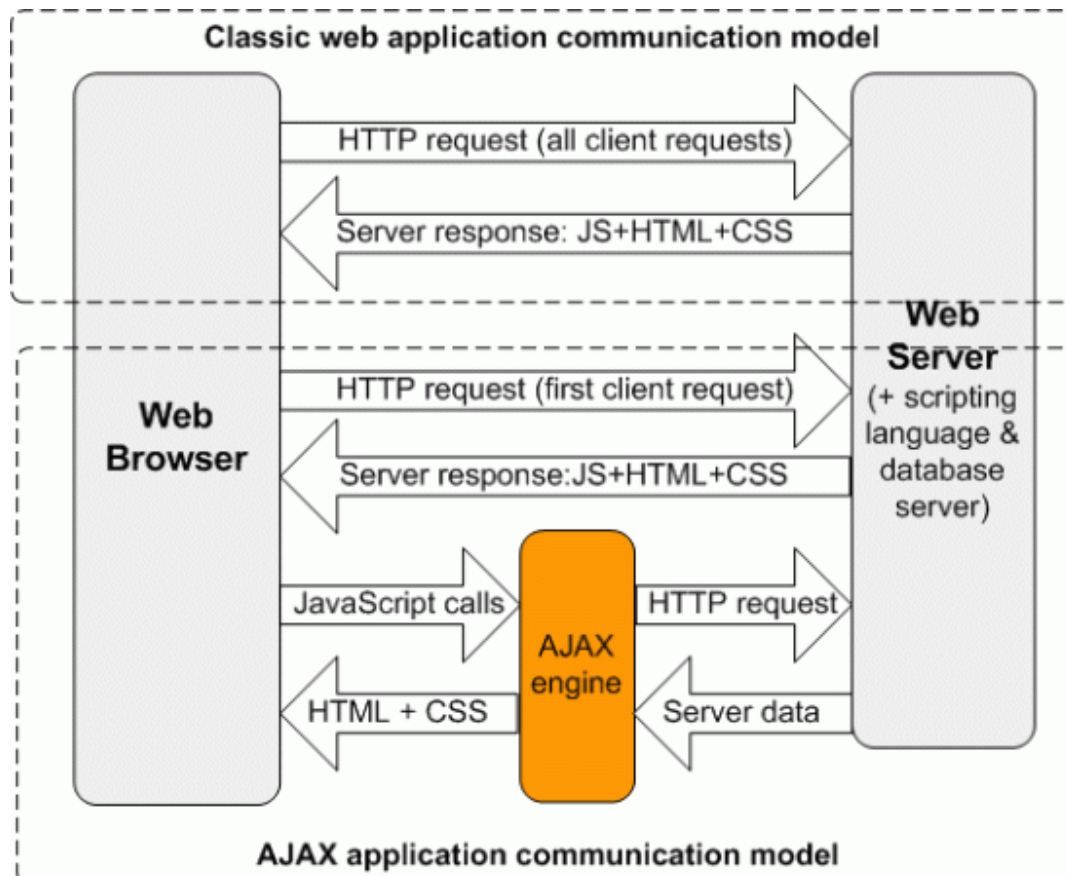 Classic web application communication model
HTTP request (all client requests)
Server response: JS+HTML+CSS
HTTP request (first client request)
Server response:JS+HTML+CSS
Web
Browser
Web
Server
(+ scripting
language &
database
server)
JavaScript calls
HTTP request
AJAX
engine
HTML + CSS
Server data
AJAX application communication model